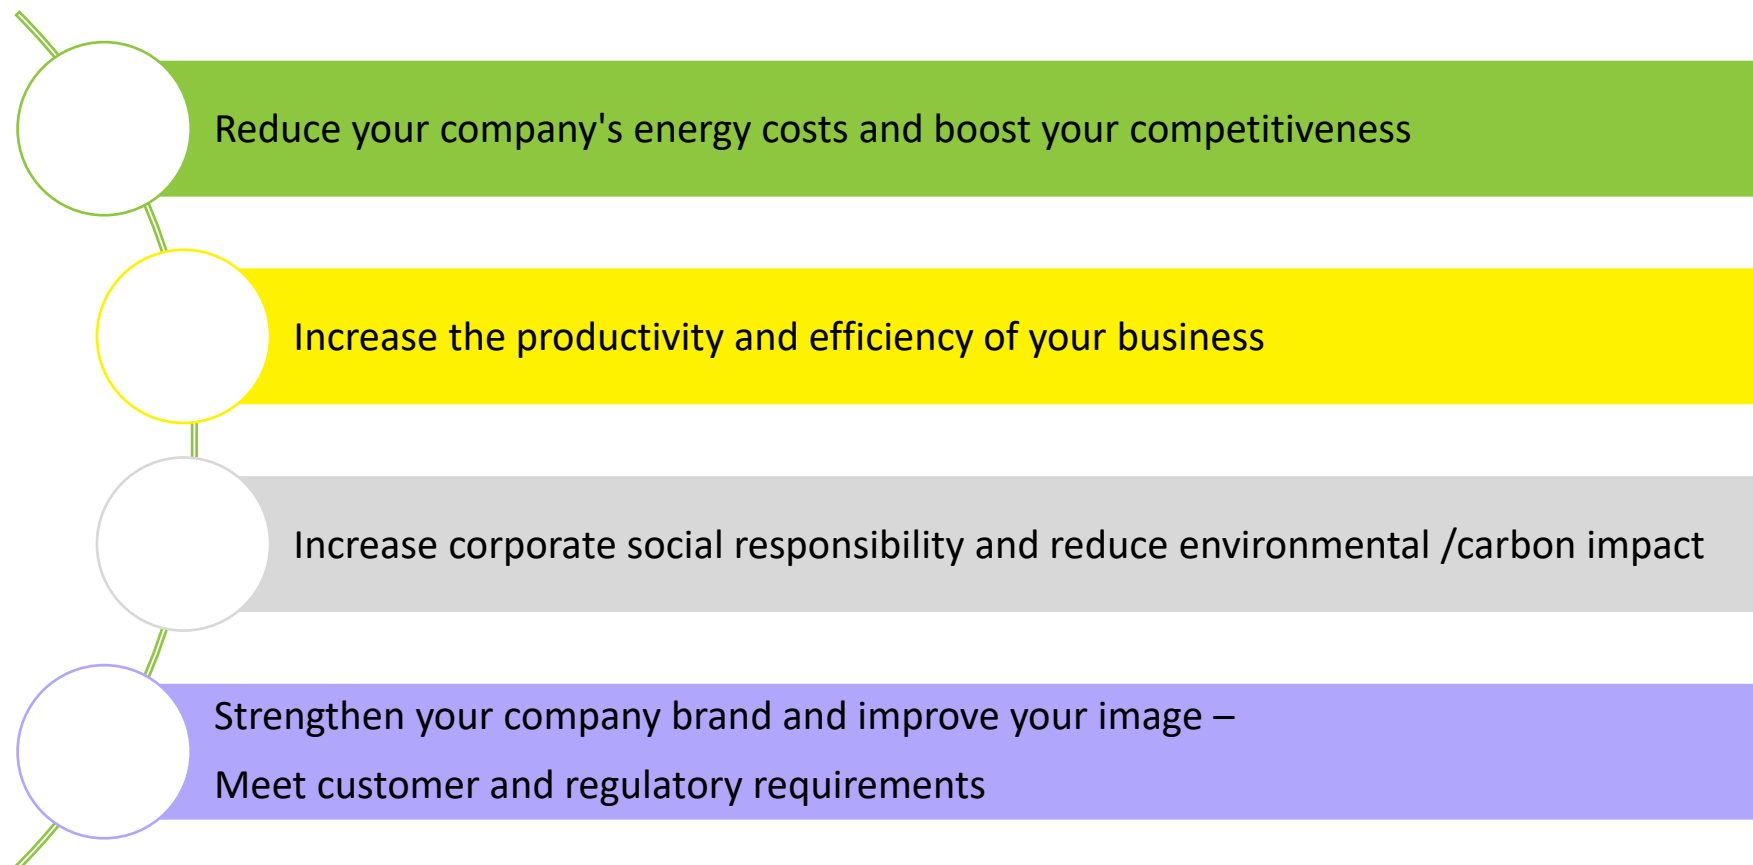 Reduce your company's energy costs and boost your competitiveness
Increase the productivity and efficiency of your business
Increase corporate social responsibility and reduce environmental /carbon impact
Strengthen your company brand and improve your image –
Meet customer and regulatory requirements